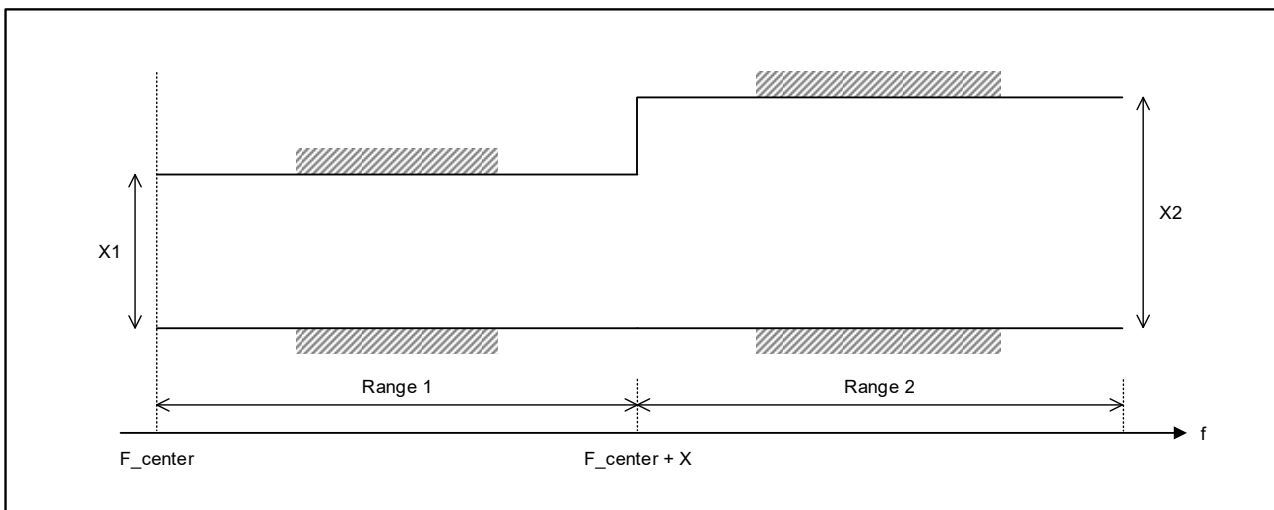 X1
X2
Range 1
Range 2
f
F_center
F_center + X